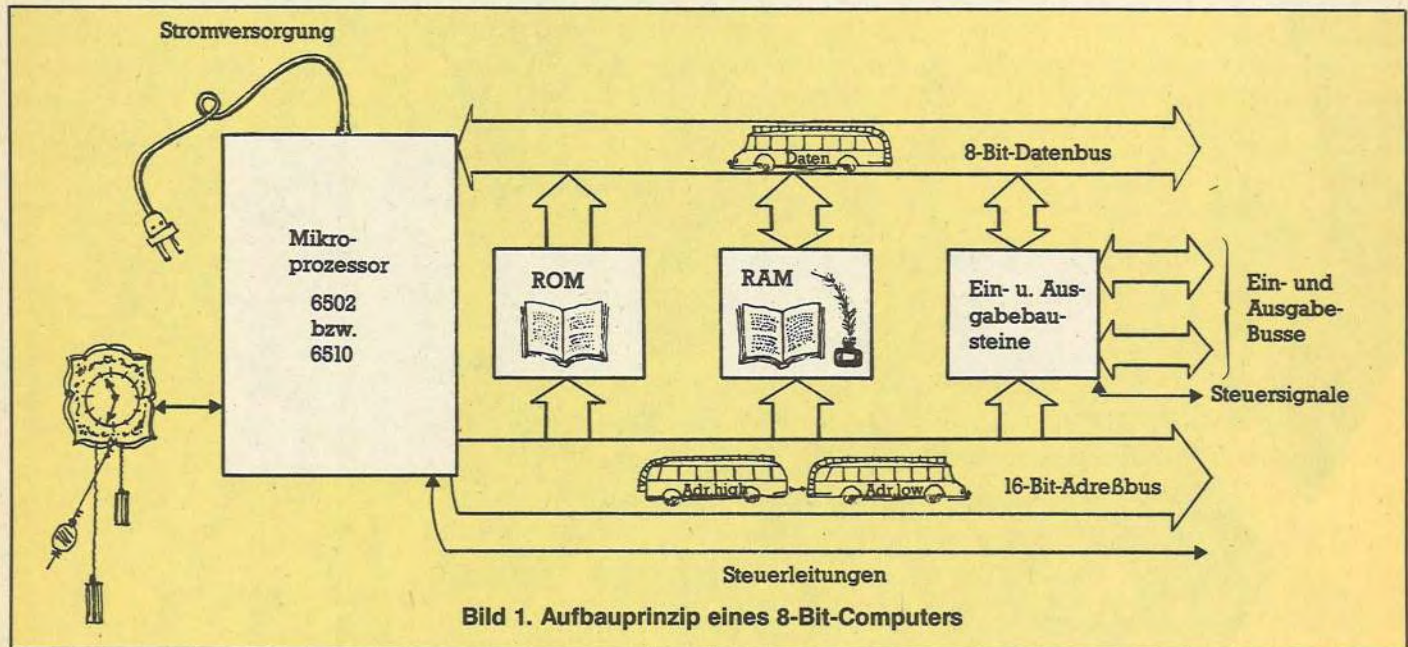 Stromversorgung
Daten
8-Bit-Datenbus
Mikro-
prozessor
6502
bzw.
6510
ROM
RAM
Ein- u. Aus-
gabebau-
steine
Ein- und
Ausgabe-
Busse
Steuersignale
Adr.high
Adr.low
16-Bit-Adreßbus
Steuerleitungen
Bild 1. Aufbauprinzip eines 8-Bit-Computers